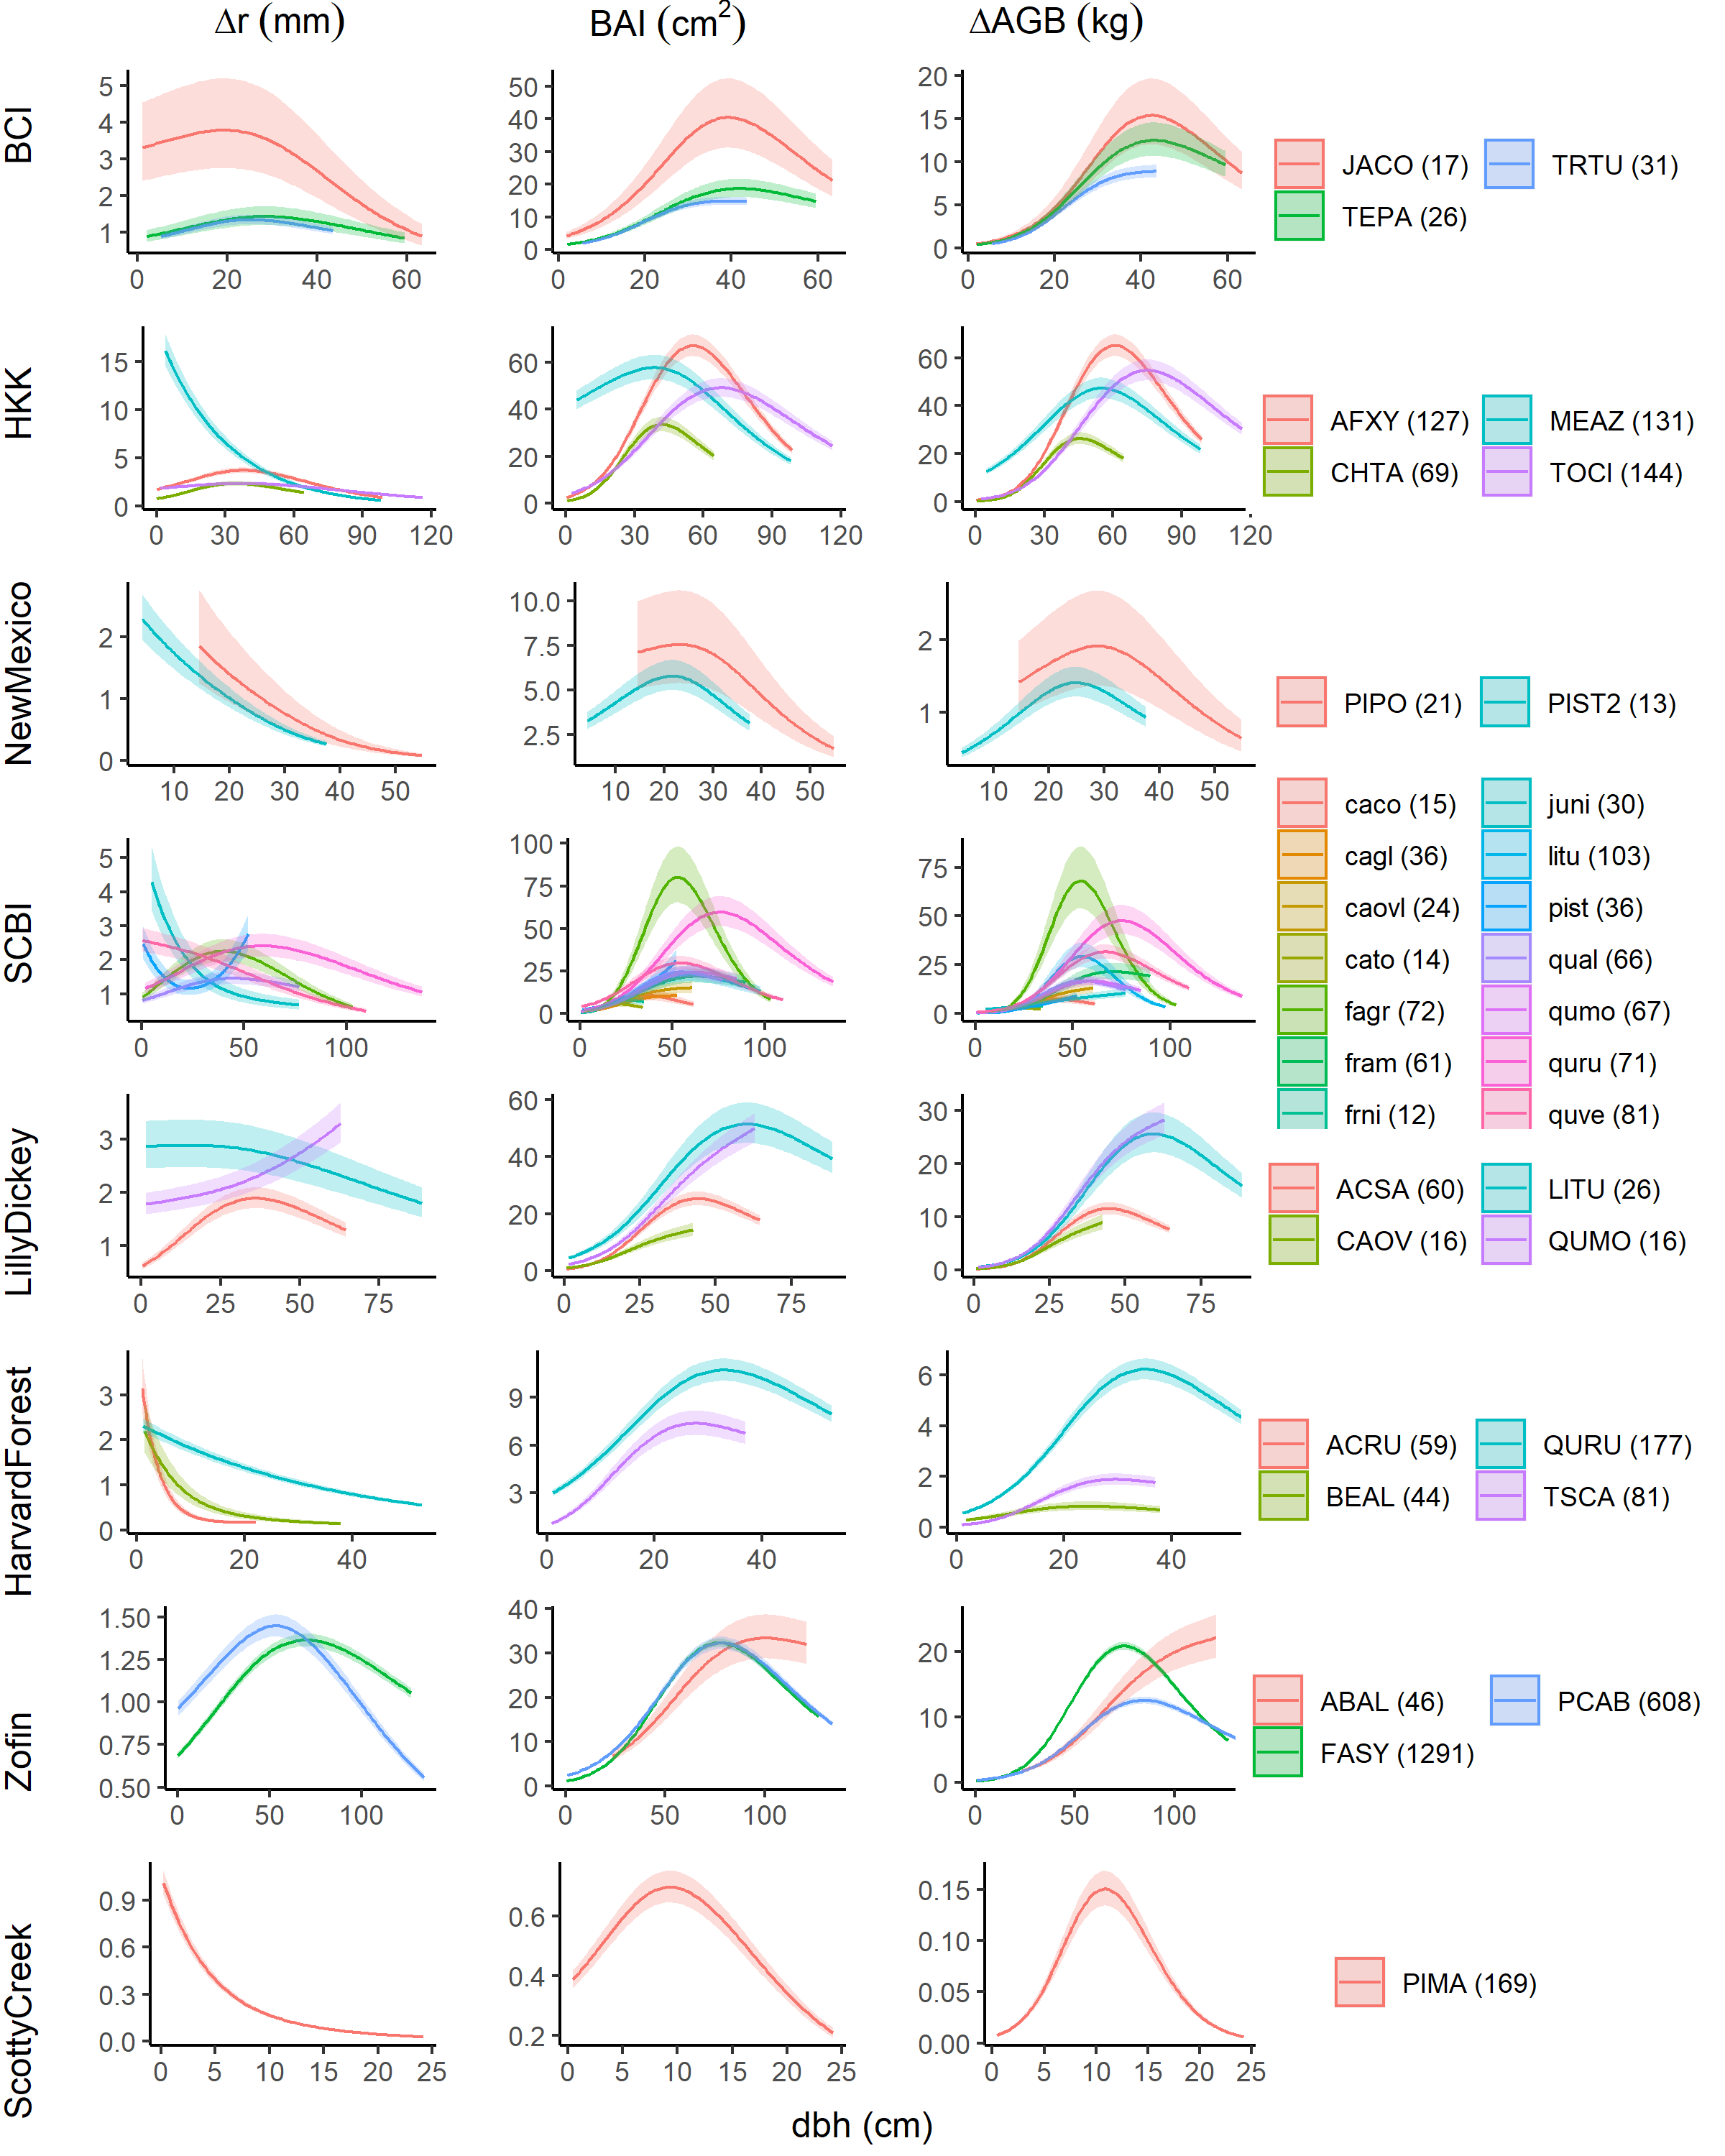 Δr (mm) BAI (cm²) ΔAGB (kg)
BCI
5
4
3
2
1
0 20 40 60
50
40
30
20
10
0
0 20 40 60
20
15
10
5
0
0 20 40 60
JACO (17) TRTU (31)
TEPA (26)
HKK
15
10
5
0
0 30 60 90 120
60
40
20
0
0 30 60 90 120
60
40
20
0
0 30 60 90 120
AFXY (127) MEAZ (131)
CHTA (69) TOCI (144)
NewMexico
2
1
0
10 20 30 40 50
10.0
7.5
5.0
2.5
10 20 30 40 50
2
1
10 20 30 40 50
PIPO (21) PIST2 (13)
SCBI
5
4
3
2
1
0 50 100
100
75
50
25
0
0 50 100
75
50
25
0
0 50 100
caco (15) juni (30)
cagl (36) litu (103)
caovl (24) pist (36)
cato (14) qual (66)
fagr (72) qumo (67)
fram (61) quru (71)
frni (12) quve (81)
LillyDickey
3
2
1
0 25 50 75
60
40
20
0
0 25 50 75
30
20
10
0
0 25 50 75
ACSA (60) LITU (26)
CAOV (16) QUMO (16)
HarvardForest
3
2
1
0
0 20 40
9
6
3
0 20 40
6
4
2
0
0 20 40
ACRU (59) QURU (177)
BEAL (44) TSCA (81)
Zofin
1.50
1.25
1.00
0.75
0.50
0 50 100
40
30
20
10
0
0 50 100
20
10
0
0 50 100
ABAL (46) PCAB (608)
FASY (1291)
ScottyCreek
0.9
0.6
0.3
0.0
0 5 10 15 20 25
0.6
0.4
0.2
0 5 10 15 20 25
0.15
0.10
0.05
0.00
0 5 10 15 20 25
PIMA (169)
dbh (cm)